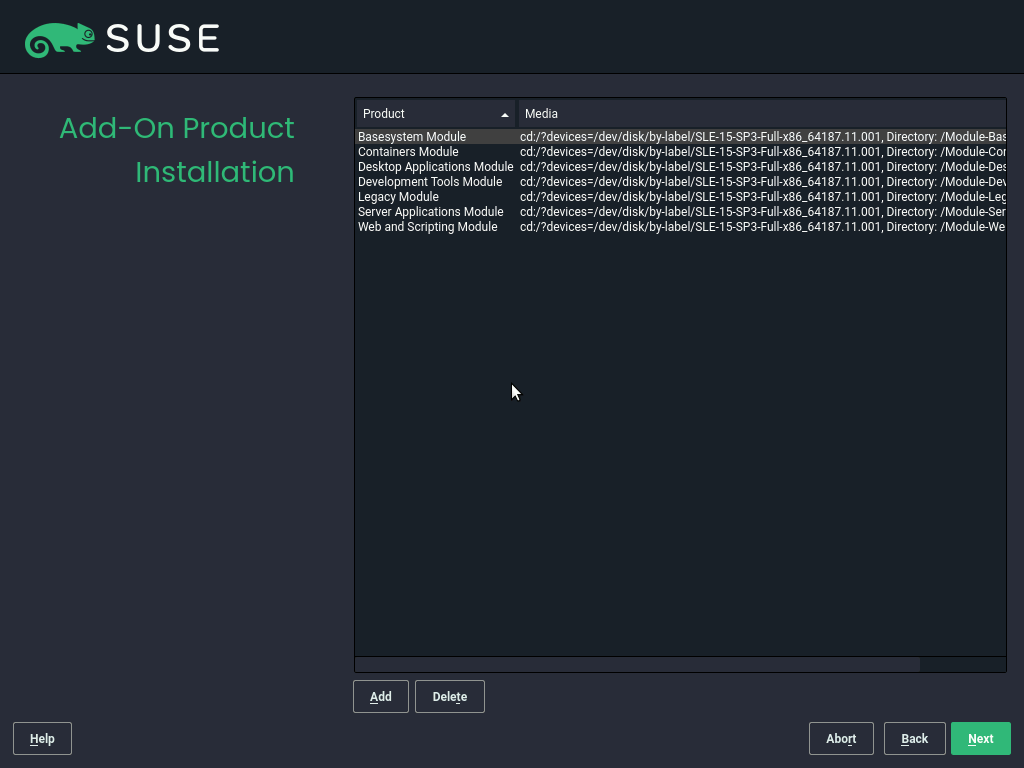 SUSE
Add-On Product
Installation
Product Media
Basesystem Module cd:/?devices=/dev/disk/by-label/SLE-15-SP3-Full-x86_64187.11.001, Directory: /Module-Bas
Containers Module cd:/?devices=/dev/disk/by-label/SLE-15-SP3-Full-x86_64187.11.001, Directory: /Module-Con
Desktop Applications Module cd:/?devices=/dev/disk/by-label/SLE-15-SP3-Full-x86_64187.11.001, Directory: /Module-Des
Development Tools Module cd:/?devices=/dev/disk/by-label/SLE-15-SP3-Full-x86_64187.11.001, Directory: /Module-Dev
Legacy Module cd:/?devices=/dev/disk/by-label/SLE-15-SP3-Full-x86_64187.11.001, Directory: /Module-Leg
Server Applications Module cd:/?devices=/dev/disk/by-label/SLE-15-SP3-Full-x86_64187.11.001, Directory: /Module-Ser
Web and Scripting Module cd:/?devices=/dev/disk/by-label/SLE-15-SP3-Full-x86_64187.11.001, Directory: /Module-We
Add Delete
Help Abort Back Next